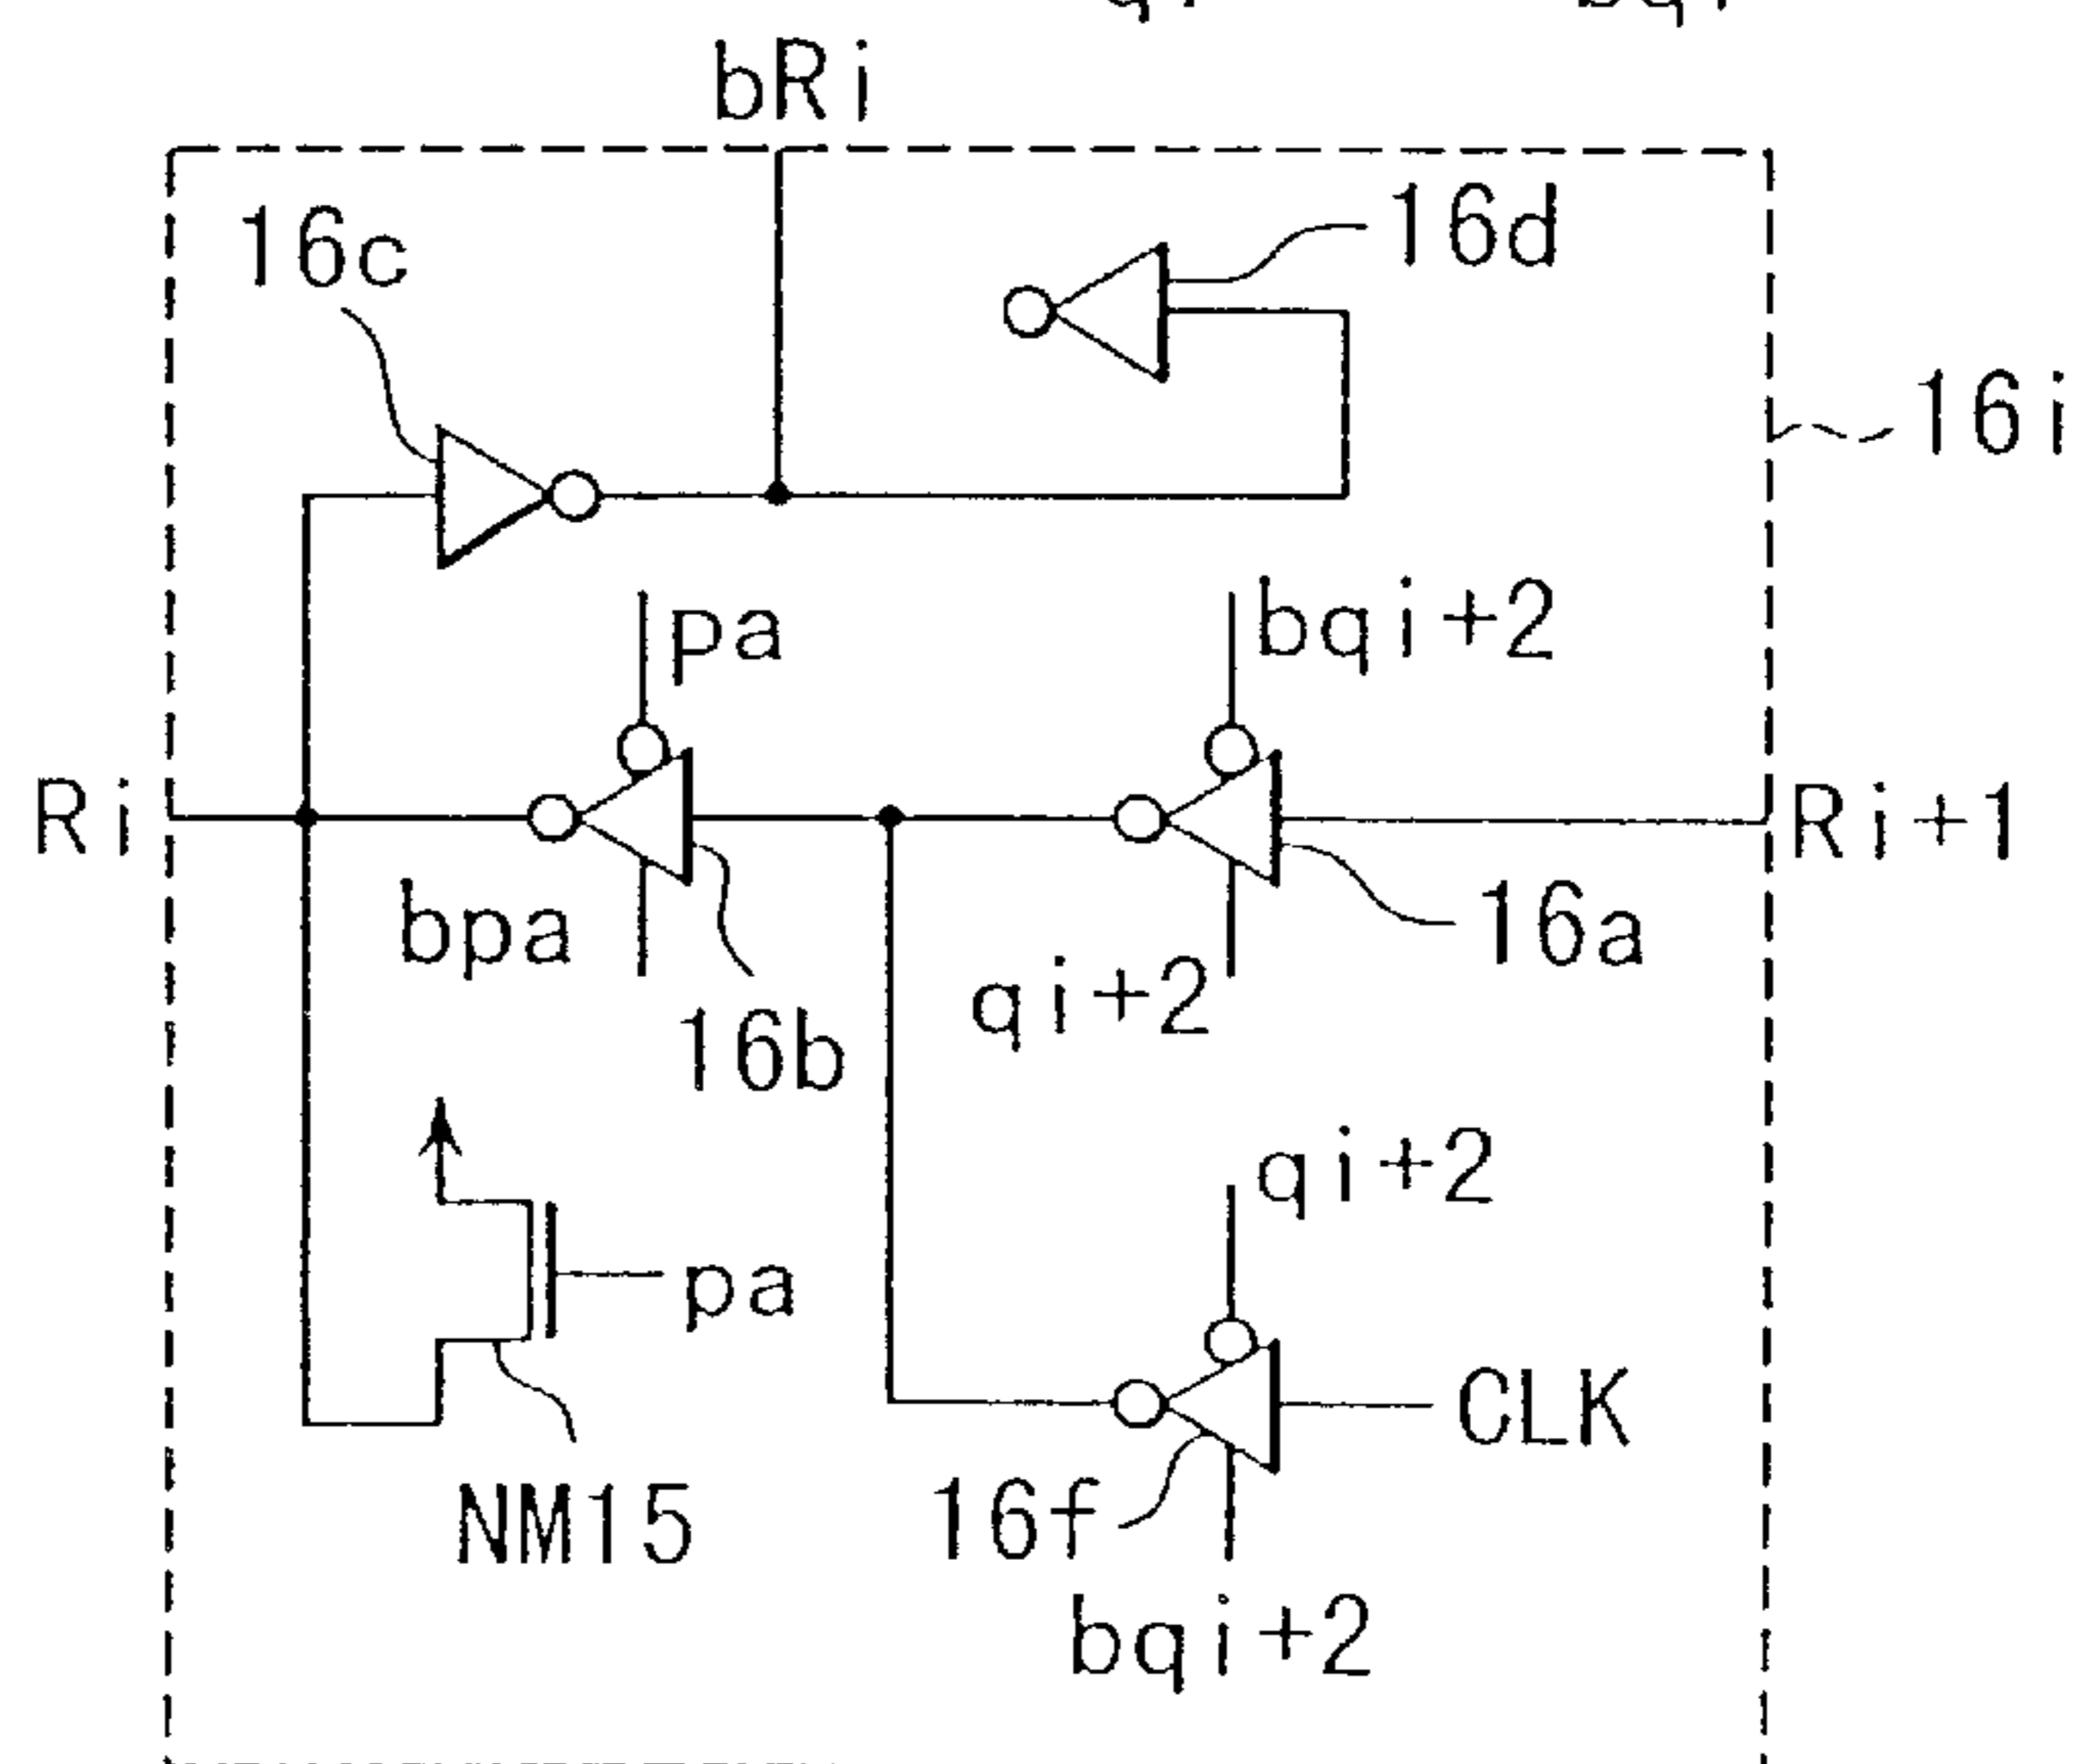 bRi
16c
16d
16i
pa
bqi+2
Ri
Ri+1
bpa
16a
qi+2
16b
qi+2
pa
CLK
NM15
16f
bqi+2